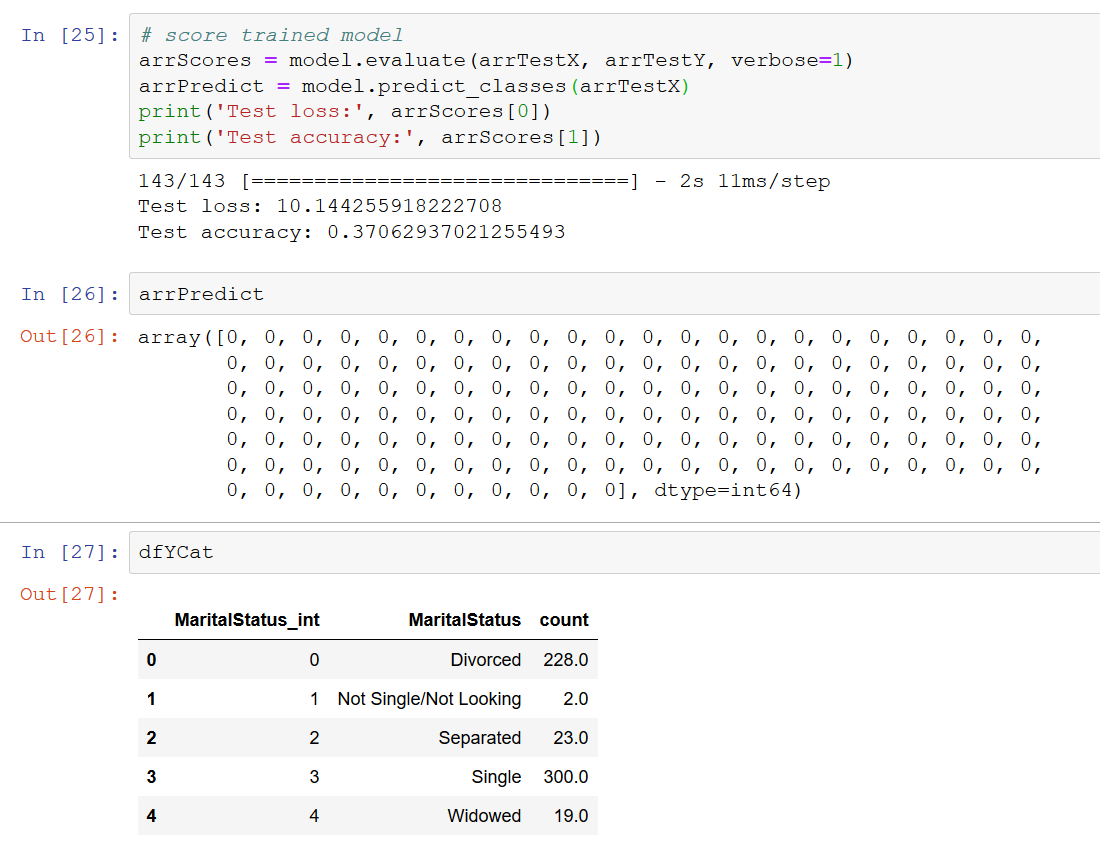 In [25]: # score trained model
arrScores = model.evaluate(arrTestX, arrTestY, verbose=1)
arrPredict = model.predict_classes(arrTestX)
print('Test loss:', arrScores[0])
print('Test accuracy:', arrScores[1])
143/143 [==============================] - 2s 11ms/step
Test loss: 10.144255918222708
Test accuracy: 0.37062937021255493
In [26]: arrPredict
Out[26]: array([0, 0, 0, 0, 0, 0, 0, 0, 0, 0, 0, 0, 0, 0, 0, 0, 0, 0, 0, 0, 0, 0,
0, 0, 0, 0, 0, 0, 0, 0, 0, 0, 0, 0, 0, 0, 0, 0, 0, 0, 0, 0, 0, 0,
0, 0, 0, 0, 0, 0, 0, 0, 0, 0, 0, 0, 0, 0, 0, 0, 0, 0, 0, 0, 0, 0,
0, 0, 0, 0, 0, 0, 0, 0, 0, 0, 0, 0, 0, 0, 0, 0, 0, 0, 0, 0, 0, 0,
0, 0, 0, 0, 0, 0, 0, 0, 0, 0, 0, 0, 0, 0, 0, 0, 0, 0, 0, 0, 0, 0,
0, 0, 0, 0, 0, 0, 0, 0, 0, 0, 0, 0, 0, 0, 0, 0, 0, 0, 0, 0, 0, 0,
0, 0, 0, 0, 0, 0, 0, 0, 0, 0, 0], dtype=int64)
In [27]: dfYCat
Out[27]:
MaritalStatus_int MaritalStatus count
0 0 Divorced 228.0
1 1 Not Single/Not Looking 2.0
2 2 Separated 23.0
3 3 Single 300.0
4 4 Widowed 19.0